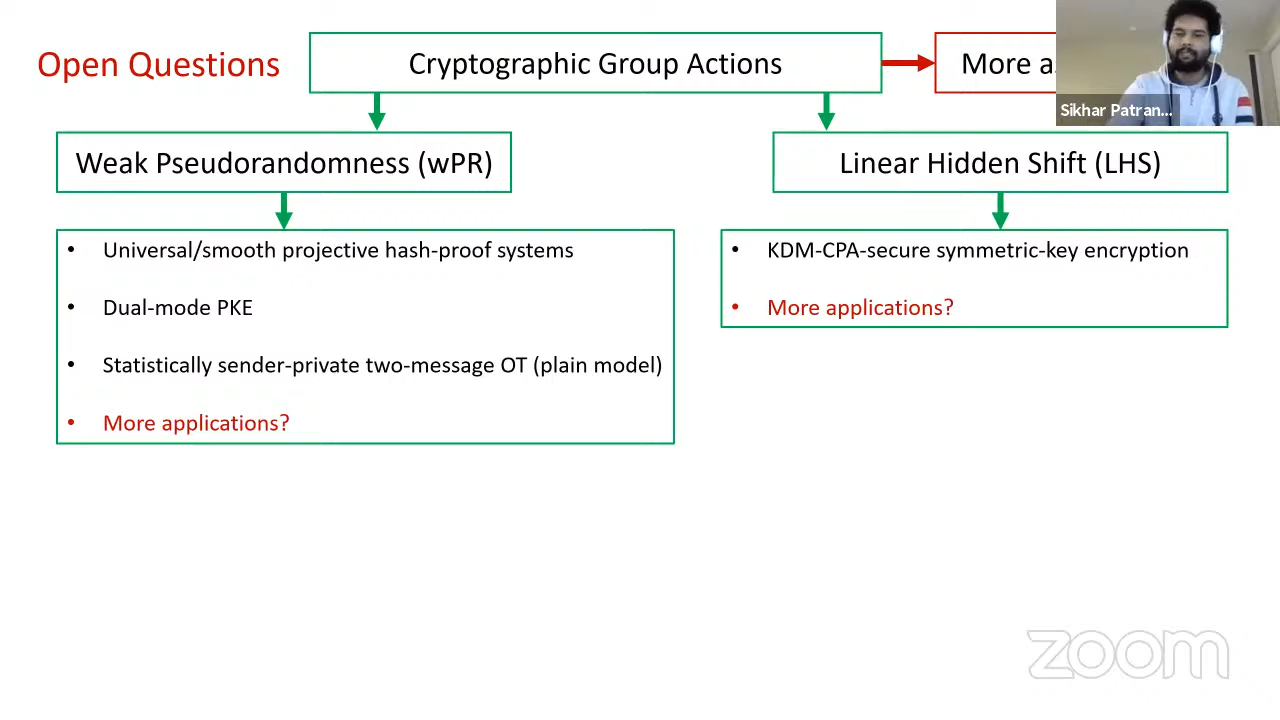 Open Questions
Cryptographic Group Actions
More
Sikhar Patran...
Weak Pseudorandomness (wPR)
Linear Hidden Shift (LHS)
• Universal/smooth projective hash-proof systems
• Dual-mode PKE
• Statistically sender-private two-message OT (plain model)
• More applications?
• KDM-CPA-secure symmetric-key encryption
• More applications?
zoom